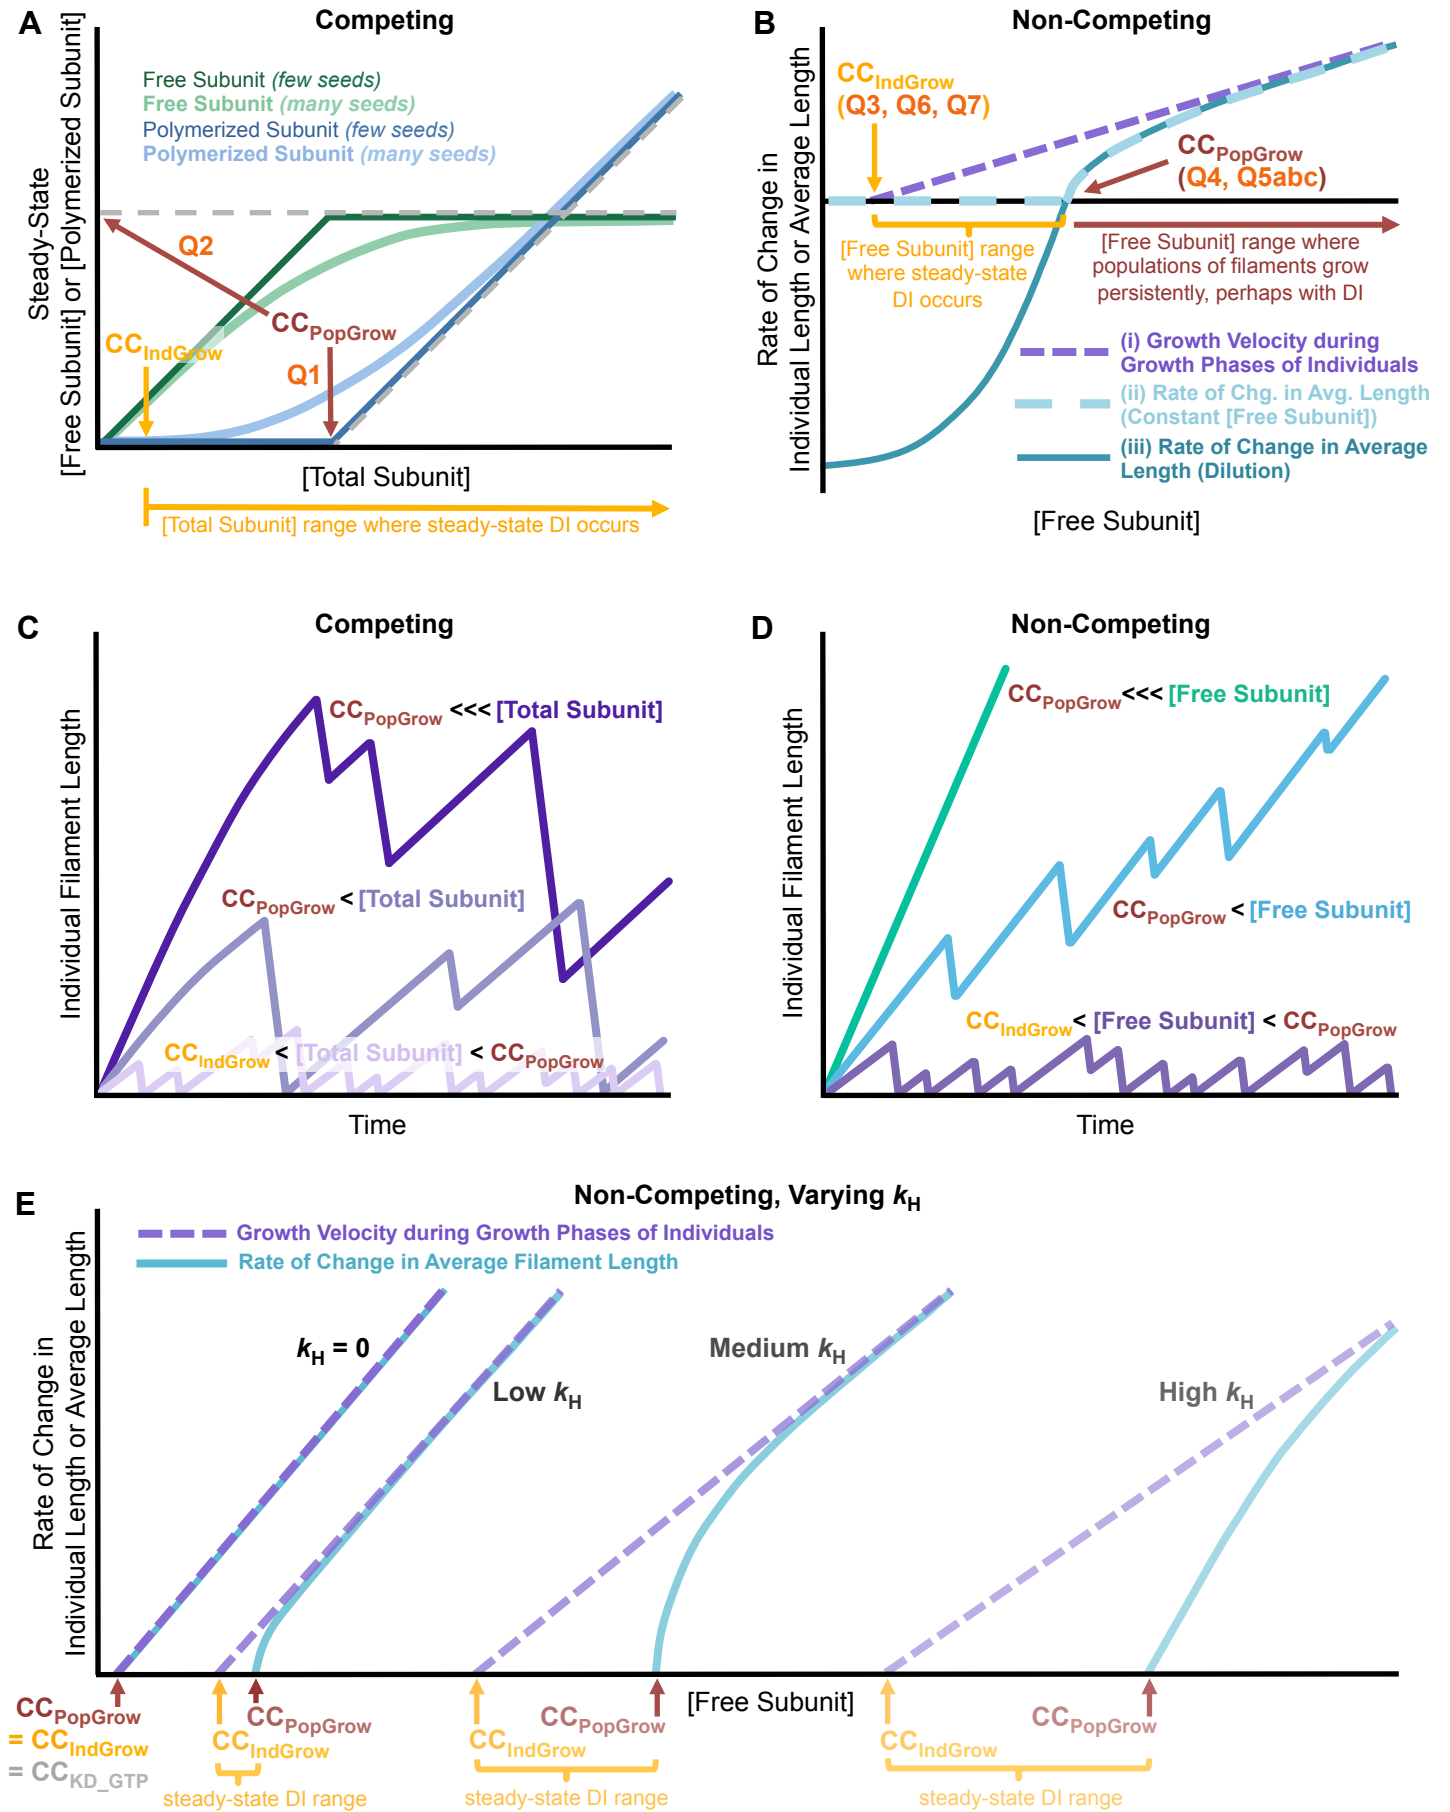 A
Competing
Steady-State
[Free Subunit] or [Polymerized Subunit]
Free Subunit (few seeds)
Free Subunit (many seeds)
Polymerized Subunit (few seeds)
Polymerized Subunit (many seeds)
Q2
CCPopGrow
CCIndGrow
Q1
[Total Subunit]
[Total Subunit] range where steady-state DI occurs
B
Non-Competing
Rate of Change in
Individual Length or Average Length
CCIndGrow
(Q3, Q6, Q7)
CCPopGrow
(Q4, Q5abc)
[Free Subunit] range
where steady-state
DI occurs
[Free Subunit] range where
populations of filaments grow
persistently, perhaps with DI
(i) Growth Velocity during
Growth Phases of Individuals
(ii) Rate of Chg. in Avg. Length
(Constant [Free Subunit])
(iii) Rate of Change in Average
Length (Dilution)
[Free Subunit]
C
Competing
Individual Filament Length
CCPopGrow <<< [Total Subunit]
CCPopGrow < [Total Subunit]
CCIndGrow < [Total Subunit] < CCPopGrow
Time
D
Non-Competing
Individual Filament Length
CCPopGrow <<< [Free Subunit]
CCPopGrow < [Free Subunit]
CCIndGrow < [Free Subunit] < CCPopGrow
Time
E
Non-Competing, Varying kH
Rate of Change in
Individual Length or Average Length
Growth Velocity during Growth Phases of Individuals
Rate of Change in Average Filament Length
kH = 0
Low kH
Medium kH
High kH
[Free Subunit]
CCPopGrow
= CCIndGrow
= CCKD_GTP
CCPopGrow
CCIndGrow
steady-state DI range
CCPopGrow
CCIndGrow
steady-state DI range
CCPopGrow
CCIndGrow
steady-state DI range